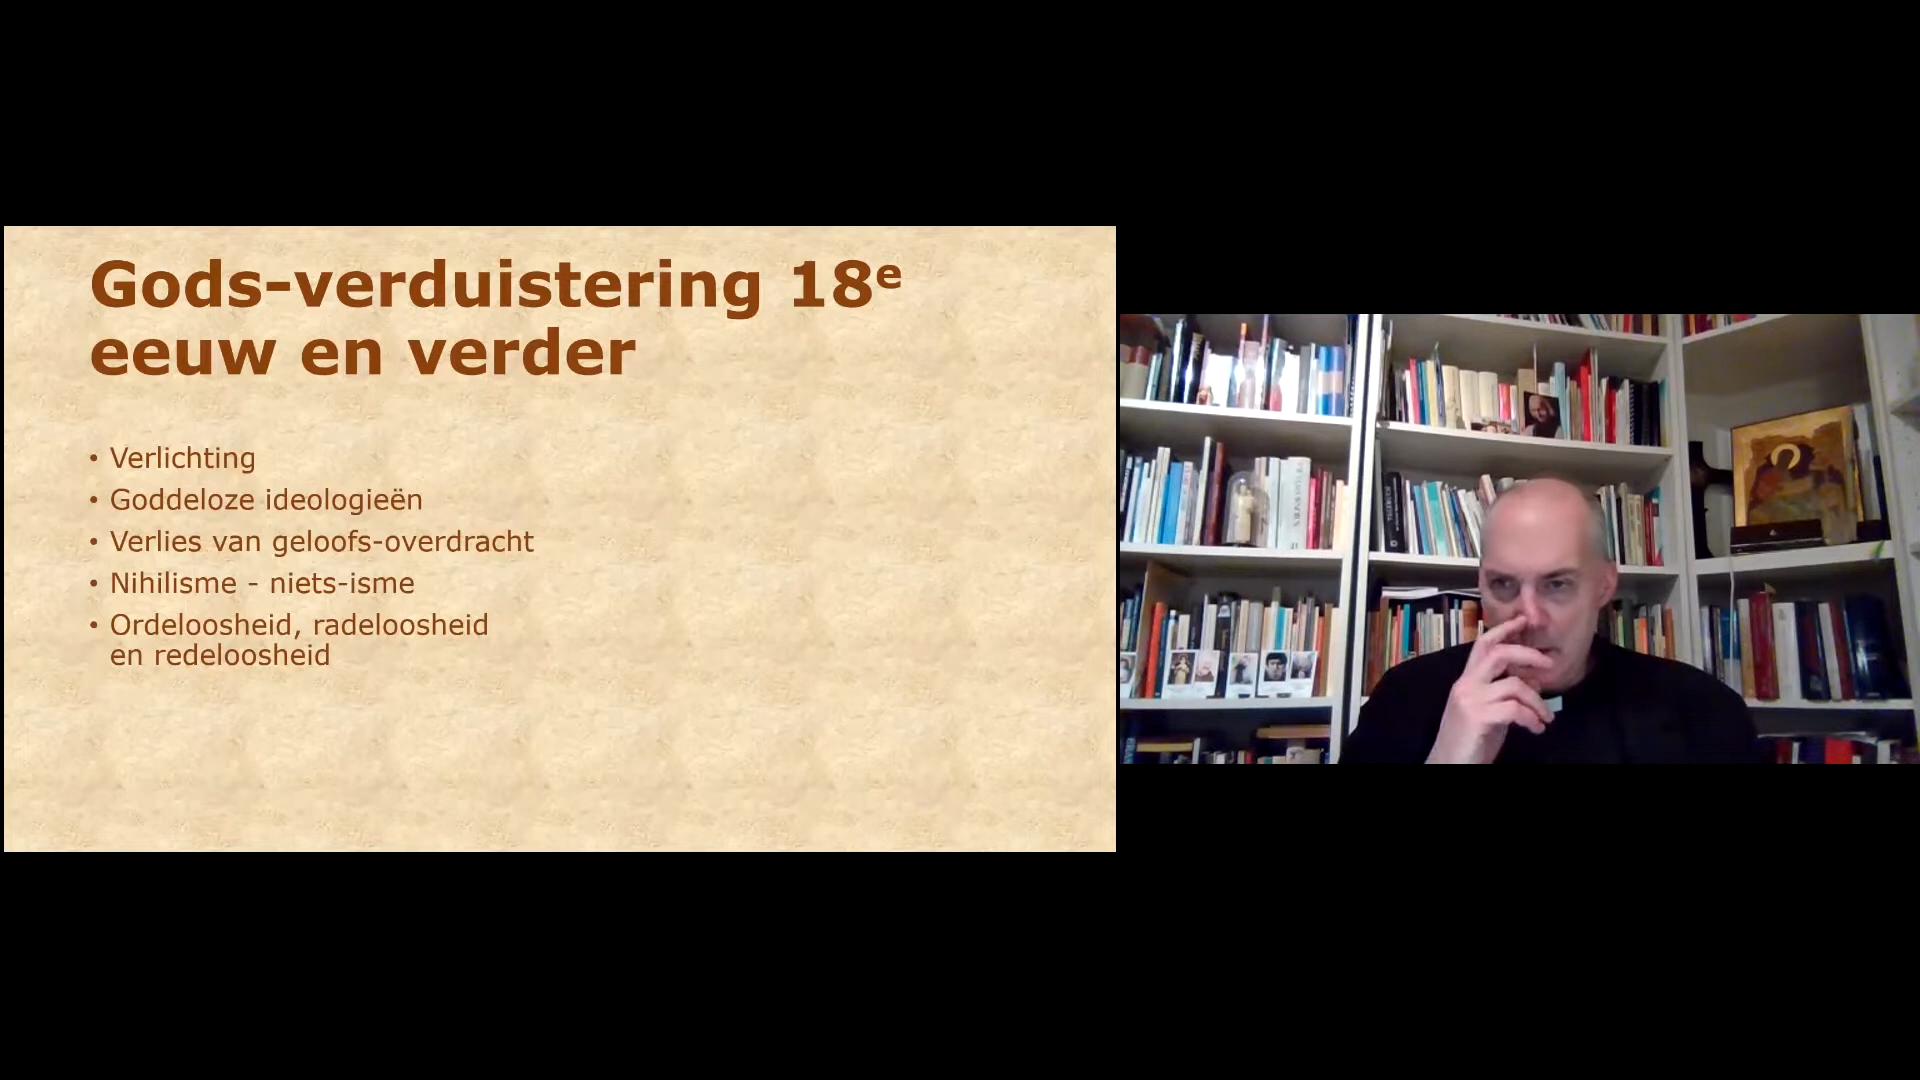 Gods-verduistering 18e
eeuw en verder
• Verlichting
• Goddeloze ideologieën
• Verlies van geloofs-overdracht
• Nihilisme - niets-isme
• Ordeloosheid, radeloosheid
en redeloosheid